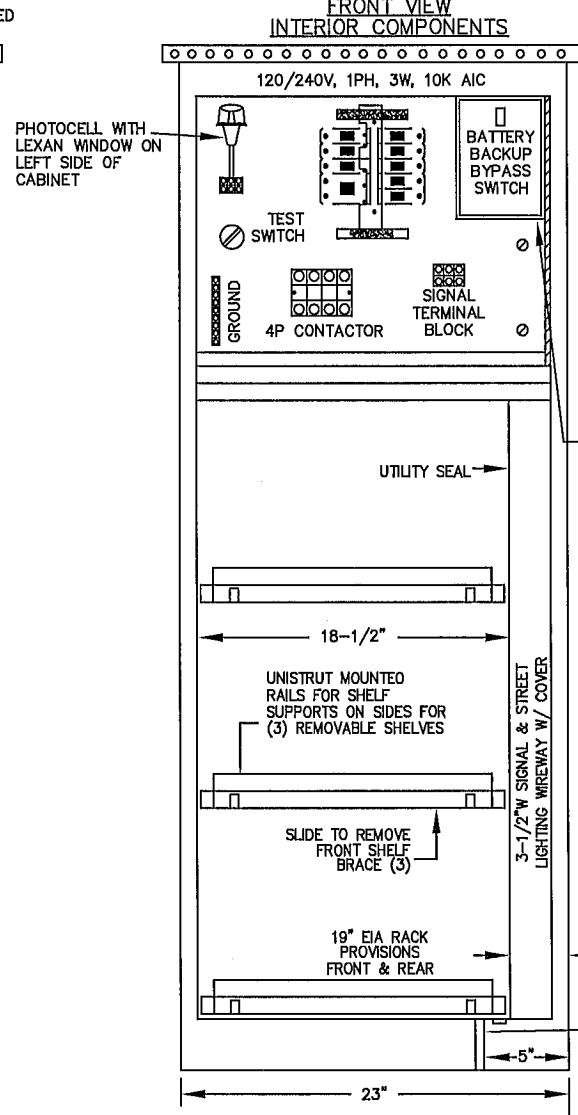 ED
FRONT VIEW
INTERIOR COMPONENTS
120/240V, 1PH, 3W, 10K AIC
PHOTOCELL WITH
LEXAN WINDOW ON
LEFT SIDE OF
CABINET
BATTERY
BACKUP
BYPASS
SWITCH
TEST
SWITCH
GROUND
4P CONTACTOR
SIGNAL
TERMINAL
BLOCK
UTILITY SEAL
18-1/2"
UNISTRUT MOUNTED
RAILS FOR SHELF
SUPPORTS ON SIDES FOR
(3) REMOVABLE SHELVES
3-1/2"W SIGNAL & STREET
LIGHTING WIREWAY W/ COVER
SLIDE TO REMOVE
FRONT SHELF
BRACE (3)
19" EIA RACK
PROVISIONS
FRONT & REAR
5"
23"